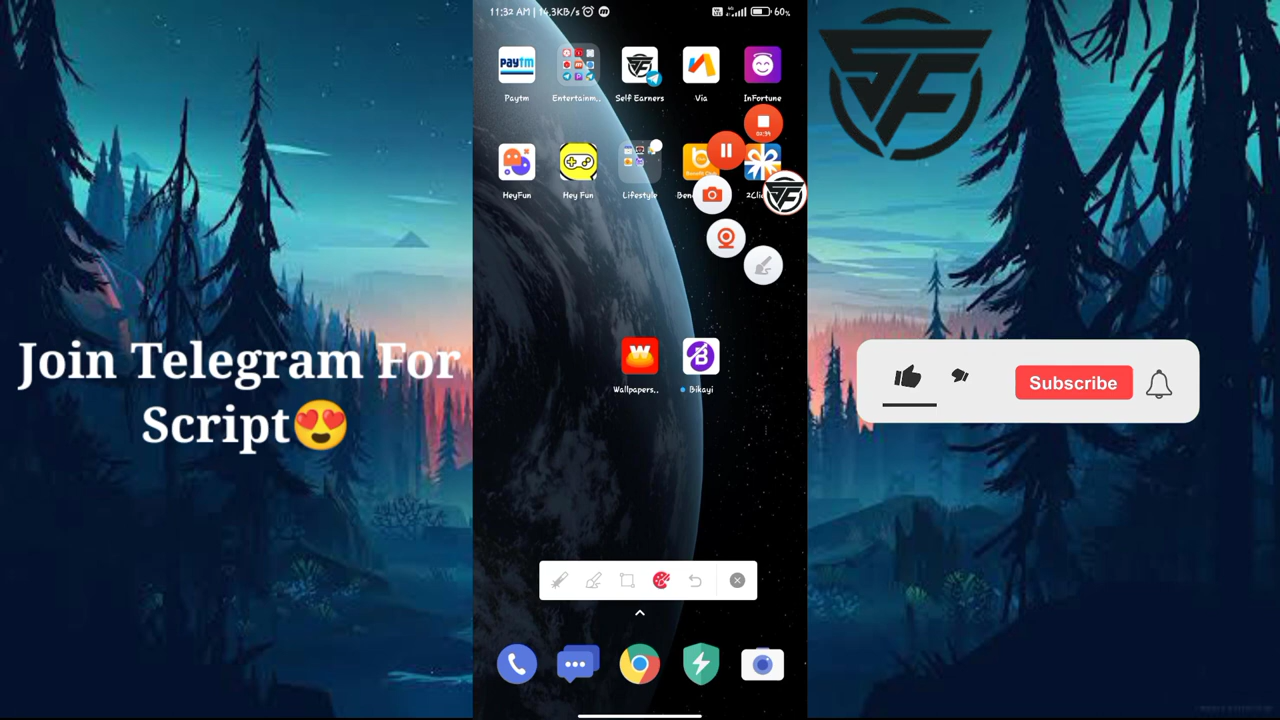 11:32 AM | 14.3KB/s
60%
Paytm
Paytm
Entertainm..
Self Earners
Via
InFortune
HeyFun
Hey Fun
Lifestyle
Join Telegram For
Script😍
Subscribe
Wallpapers..
Bikayi